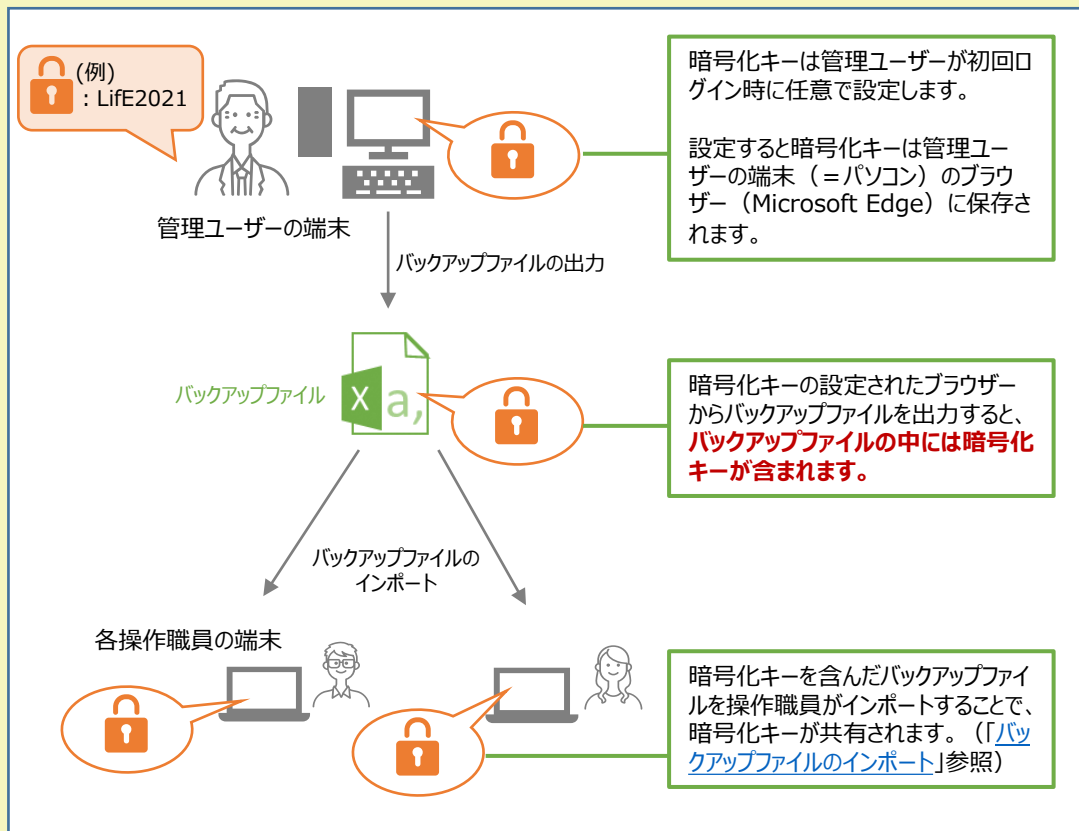 (例)
：LifE2021
暗号化キーは管理ユーザーが初回ロ
グイン時に任意で設定します。
設定すると暗号化キーは管理ユー
ザーの端末（＝パソコン）のブラウ
ザー（Microsoft Edge）に保存さ
れます。
管理ユーザーの端末
バックアップファイルの出力
バックアップファイル
X a,
暗号化キーの設定されたブラウザー
からバックアップファイルを出力すると、
バックアップファイルの中には暗号化
キーが含まれます。
バックアップファイルの
インポート
各操作職員の端末
暗号化キーを含んだバックアップファイ
ルを操作職員がインポートすることで、
暗号化キーが共有されます。（「バッ
クアップファイルのインポート」参照）